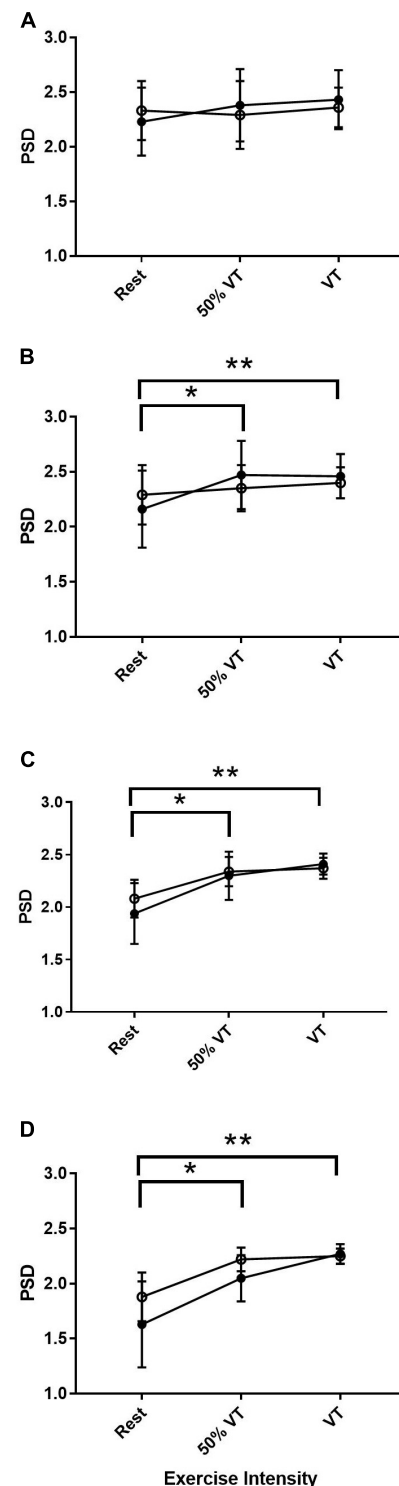 A
3.0
2.5
2.0
1.5
1.0
PSD
Rest
50% VT
VT
B
**
*
3.0
2.5
2.0
1.5
1.0
PSD
Rest
50% VT
VT
C
**
*
3.0
2.5
2.0
1.5
1.0
PSD
Rest
50% VT
VT
D
**
*
3.0
2.5
2.0
1.5
1.0
PSD
Rest
50% VT
VT
Exercise Intensity